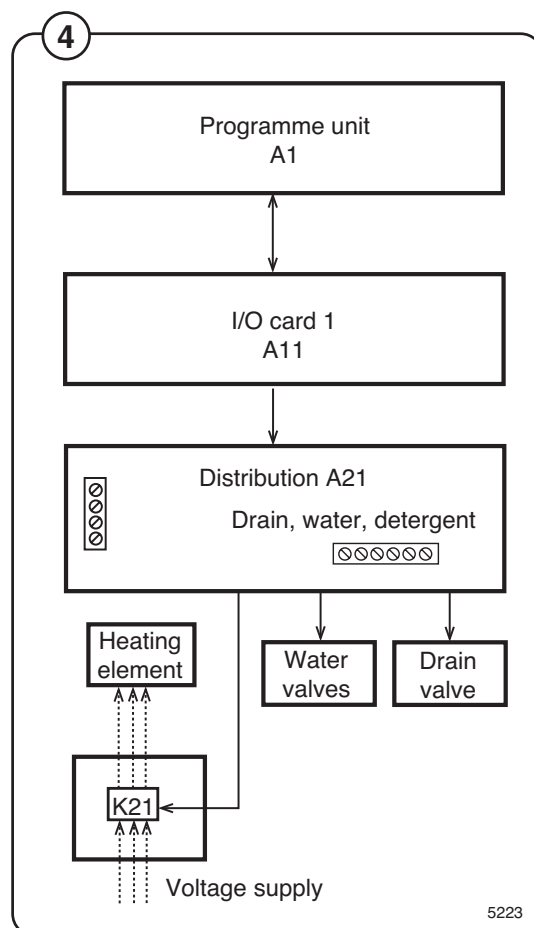 4
Programme unit
A1
I/O card 1
A11
Distribution A21
Drain, water, detergent
Heating
element
Water
valves
Drain
valve
K21
Voltage supply
5223